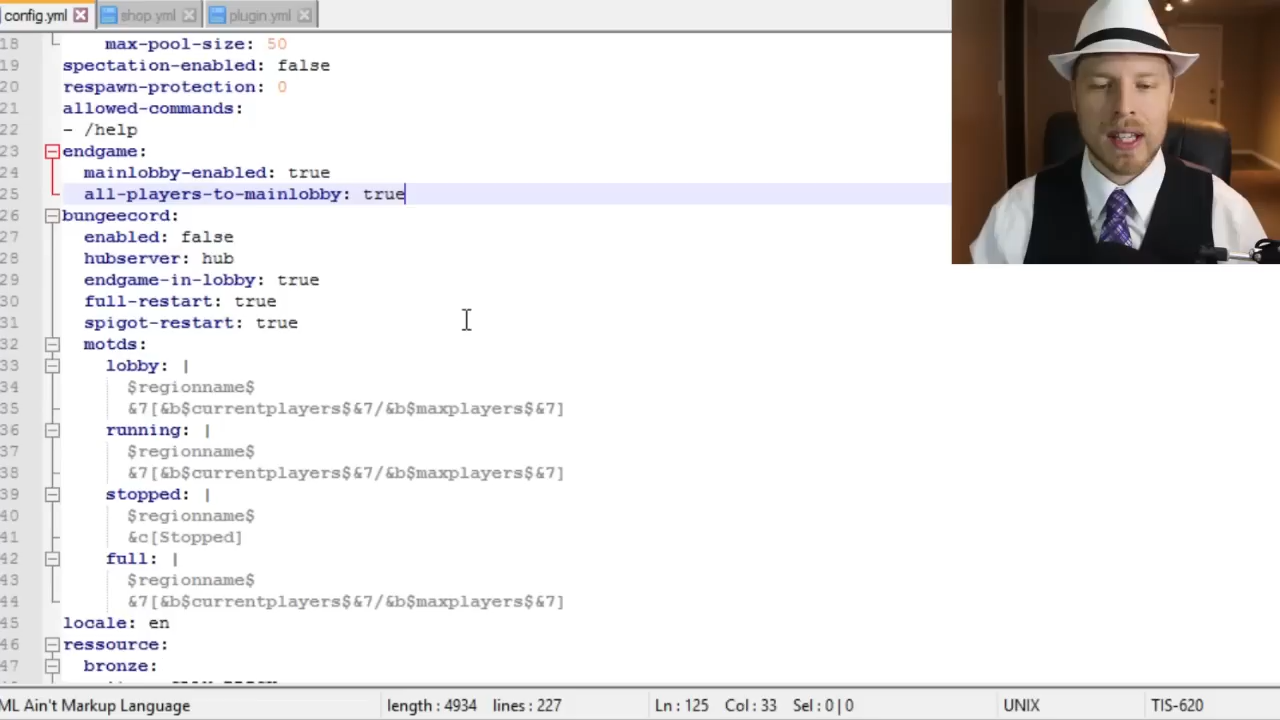 config.yml shop.yml plugin.yml
18 max-pool-size: 50
19 spectation-enabled: false
20 respawn-protection: 0
21 allowed-commands:
22 - /help
23 endgame:
24 mainlobby-enabled: true
25 all-players-to-mainlobby: true
26 bungeecord:
27 enabled: false
28 hubserver: hub
29 endgame-in-lobby: true
30 full-restart: true
31 spigot-restart: true
32 motds:
33 lobby: |
34 $regionname$
35 &7[&b$currentplayers$&7/&b$maxplayers$&7]
36 running: |
37 $regionname$
38 &7[&b$currentplayers$&7/&b$maxplayers$&7]
39 stopped: |
40 $regionname$
41 &c[Stopped]
42 full: |
43 $regionname$
44 &7[&b$currentplayers$&7/&b$maxplayers$&7]
45 locale: en
46 ressource:
47 bronze:
ML Ain't Markup Language length : 4934 lines : 227 Ln : 125 Col : 33 Sel : 0 | 0 UNIX TIS-620